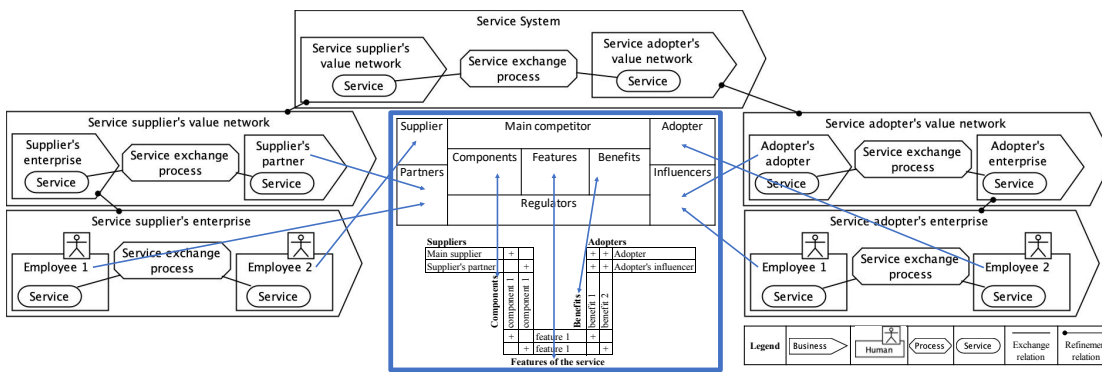 Service System
Service supplier's
value network
Service
Service exchange
process
Service adopter's
value network
Service
Service supplier's value network
Supplier's
enterprise
Service
Service exchange
process
Supplier's
partner
Service
Service supplier's enterprise
Employee 1
Service
Service exchange
process
Employee 2
Service
Supplier
Main competitor
Adopter
Partners
Components
Features
Benefits
Influencers
Regulators
Suppliers
Main supplier
+
Supplier's partner
+
Adopters
+ + Adopter
+ + Adopter's influencer
Components
component 1
component 1
Benefits
benefit 1
benefit 2
+ feature 1 +
+ feature 1 +
Features of the service
Service adopter's value network
Adopter's
adopter
Service
Service exchange
process
Adopter's
enterprise
Service
Service adopter's enterprise
Employee 1
Service
Service exchange
process
Employee 2
Service
Legend
Business
Human
Process
Service
Exchange
relation
Refinement
relation